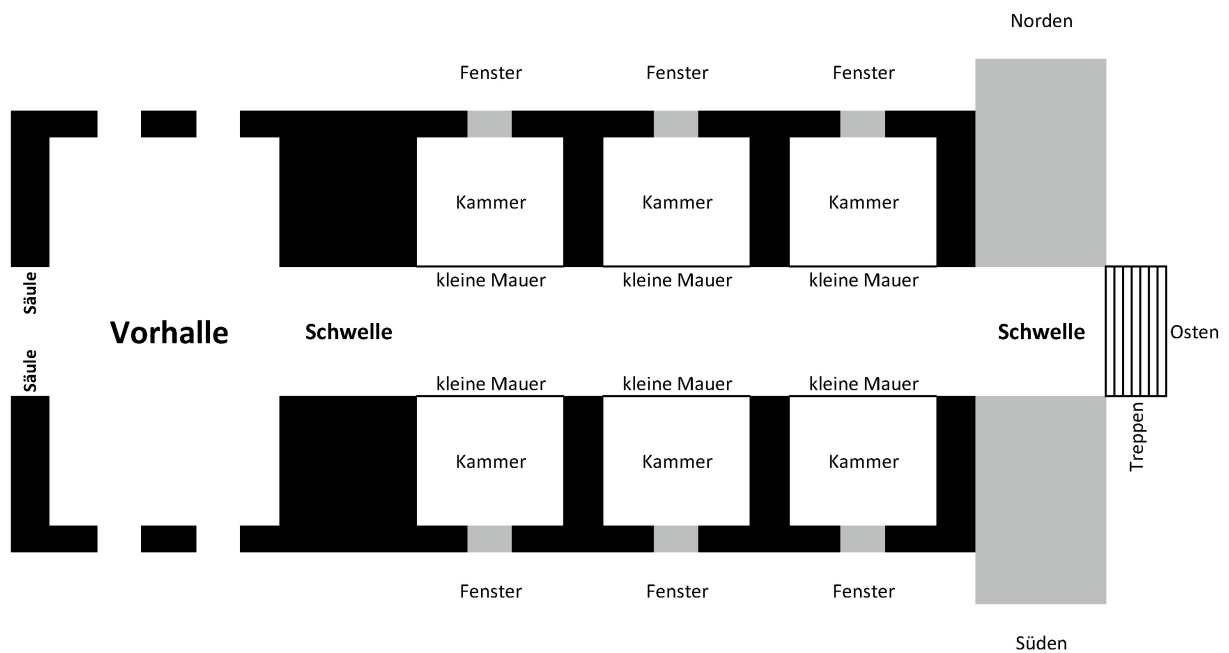 Norden
Fenster Fenster Fenster
Kammer Kammer Kammer
kleine Mauer kleine Mauer kleine Mauer
Säule
Vorhalle Schwelle Schwelle Osten
Säule
kleine Mauer kleine Mauer kleine Mauer
Treppen
Kammer Kammer Kammer
Fenster Fenster Fenster
Süden